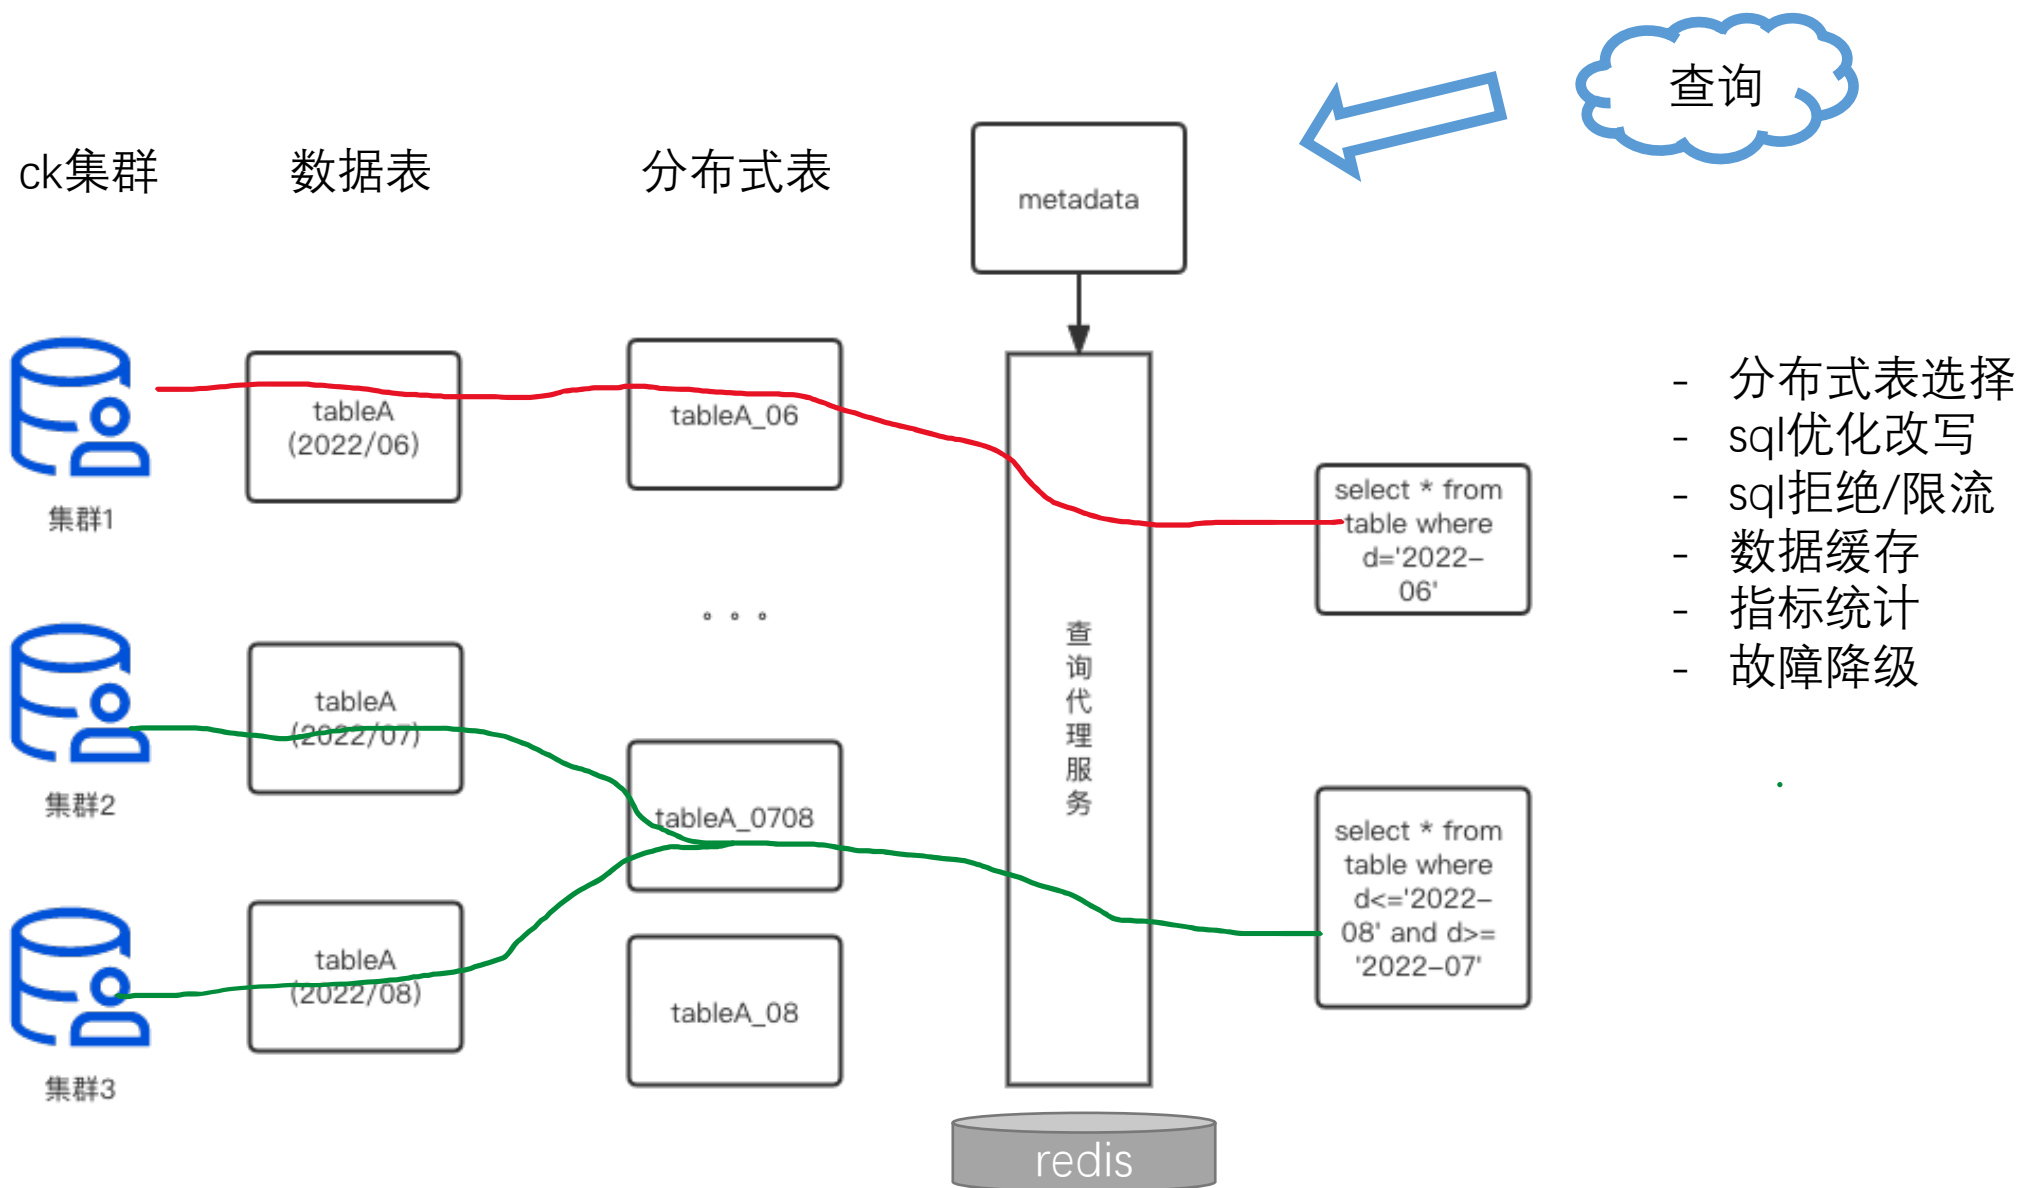 查询
ck集群
数据表
分布式表
metadata
tableA
(2022/06)
tableA_06
集群1
select * from
table where
d='2022-
06'
- 分布式表选择
- sql优化改写
- sql拒绝/限流
- 数据缓存
- 指标统计
- 故障降级
。。。
查
询
代
理
服
务
tableA
(2022/07)
集群2
tableA_0708
select * from
table where
d<='2022-
08' and d>=
'2022-07'
tableA
(2022/08)
tableA_08
集群3
redis